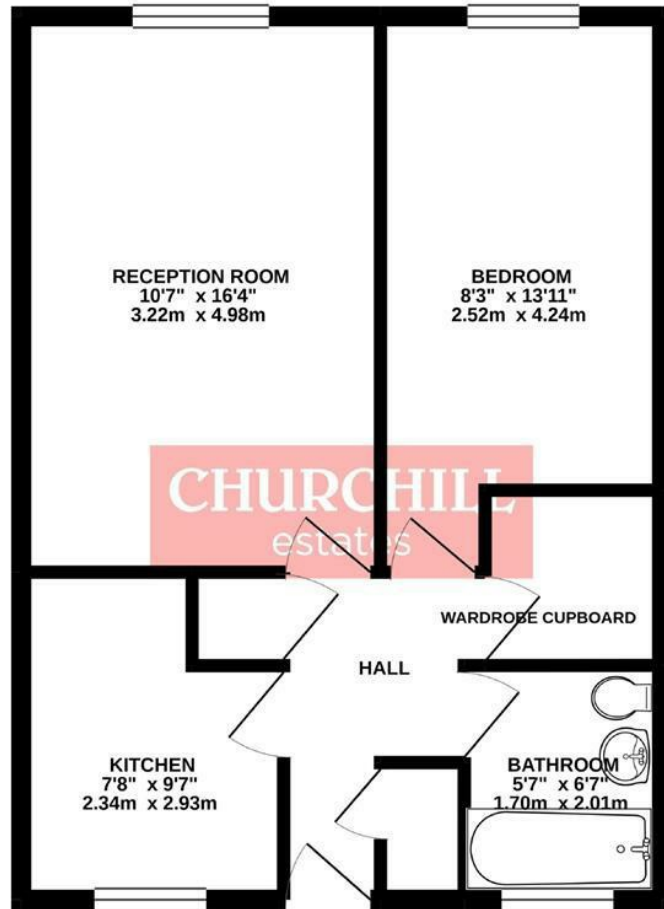 RECEPTION ROOM
10'7" x 16'4"
3.22m x 4.98m
BEDROOM
8'3" x 13'11"
2.52m x 4.24m
CHURCHILL
estates
WARDROBE CUPBOARD
HALL
KITCHEN
7'8" x 9'7"
2.34m x 2.93m
BATHROOM
5'7" x 6'7"
1.70m x 2.01m